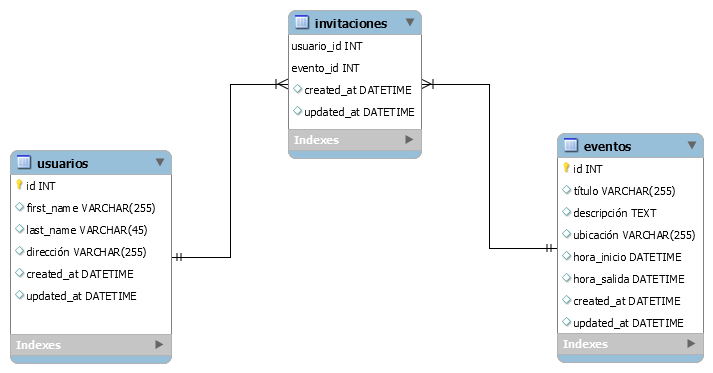 invitaciones
usuario_id INT
evento_id INT
created_at DATETIME
updated_at DATETIME
Indexes
usuarios
id INT
first_name VARCHAR(255)
last_name VARCHAR(45)
dirección VARCHAR(255)
created_at DATETIME
updated_at DATETIME
Indexes
eventos
id INT
título VARCHAR(255)
descripción TEXT
ubicación VARCHAR(255)
hora_inicio DATETIME
hora_salida DATETIME
created_at DATETIME
updated_at DATETIME
Indexes